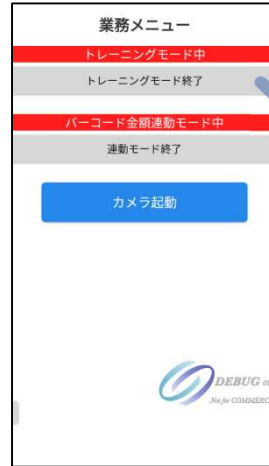 業務メニュー
トレーニングモード中
トレーニングモード終了
バーコード金額連動モード中
連動モード終了
カメラ起動
DEBUG
Not for